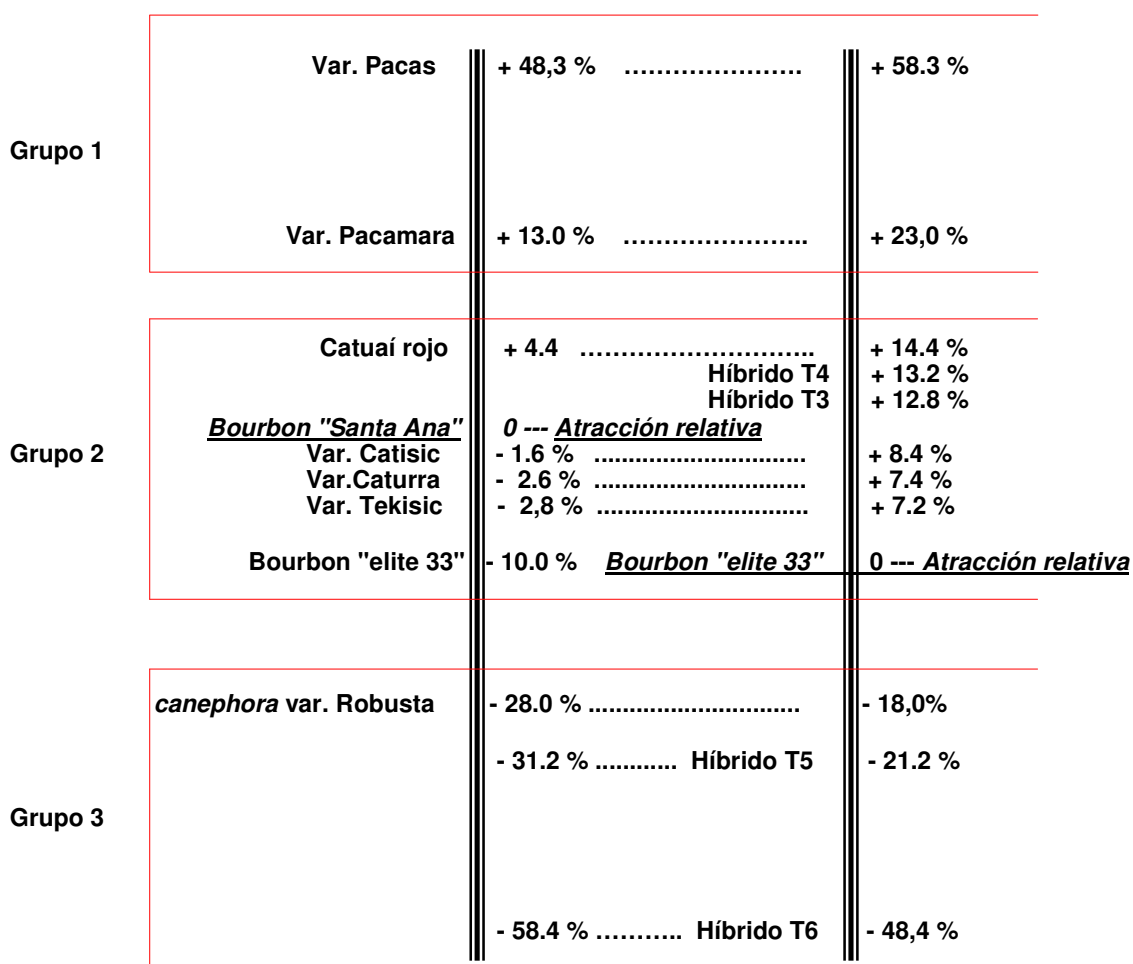 Var. Pacas + 48,3 % ...................... + 58.3 %
Grupo 1
Var. Pacamara + 13.0 % ....................... + 23,0 %
Catuaí rojo + 4.4 ............................. + 14.4 %
Híbrido T4 + 13.2 %
Híbrido T3 + 12.8 %
Bourbon "Santa Ana" 0 --- Atracción relativa
Grupo 2 Var. Catisic - 1.6 % ............................... + 8.4 %
Var.Caturra - 2.6 % ............................... + 7.4 %
Var. Tekisic - 2,8 % ............................... + 7.2 %
Bourbon "elite 33" - 10.0 % Bourbon "elite 33" 0 --- Atracción relativa
canephora var. Robusta - 28.0 % ............................... - 18,0%
- 31.2 % ............ Híbrido T5 - 21.2 %
Grupo 3
- 58.4 % ........... Híbrido T6 - 48,4 %